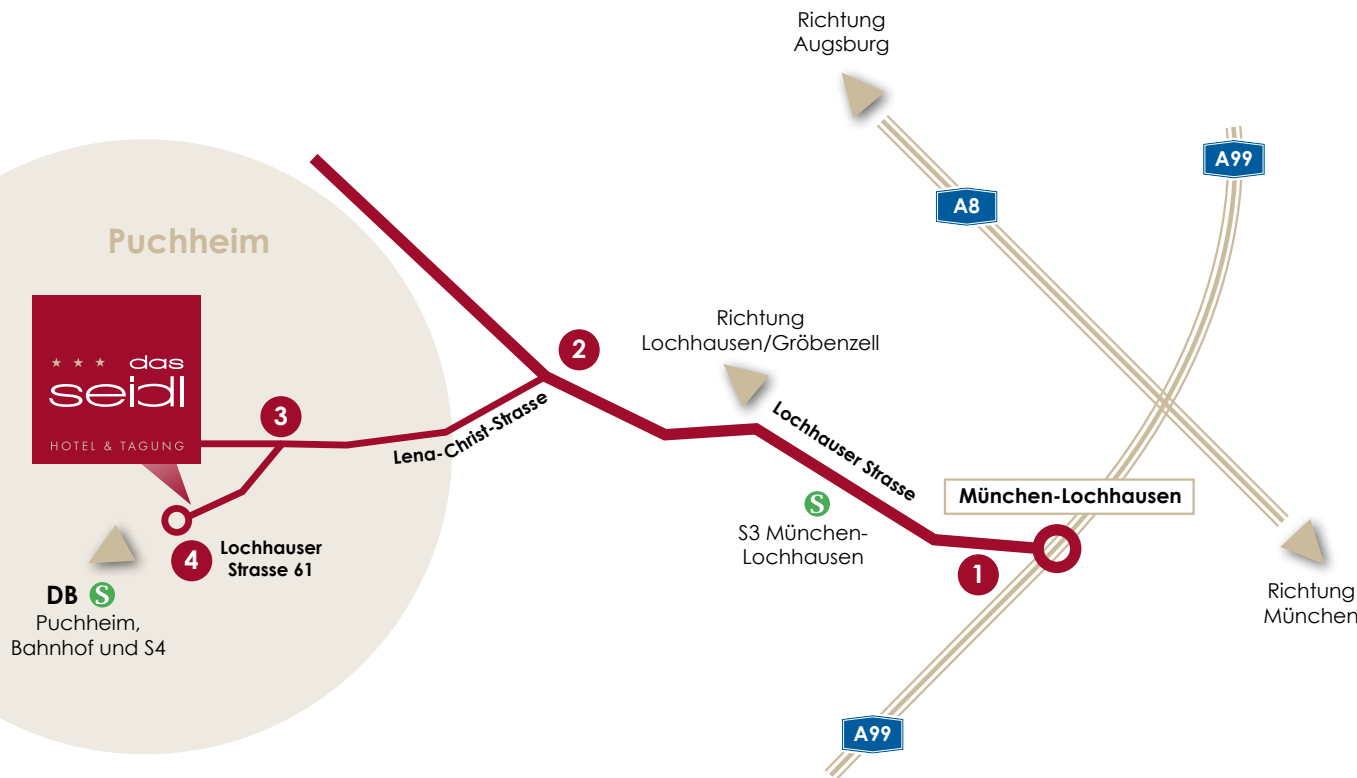 Richtung
Augsburg
A99
A8
Puchheim
★ ★ ★ das
seidl
HOTEL & TAGUNG
Richtung
Lochhausen/Gröbenzell
2
3
Lena-Christ-Strasse
Lochhauser Strasse
München-Lochhausen
S
S3 München-
Lochhausen
1
4
Lochhauser
Strasse 61
DB S
Puchheim,
Bahnhof und S4
Richtung
München
A99